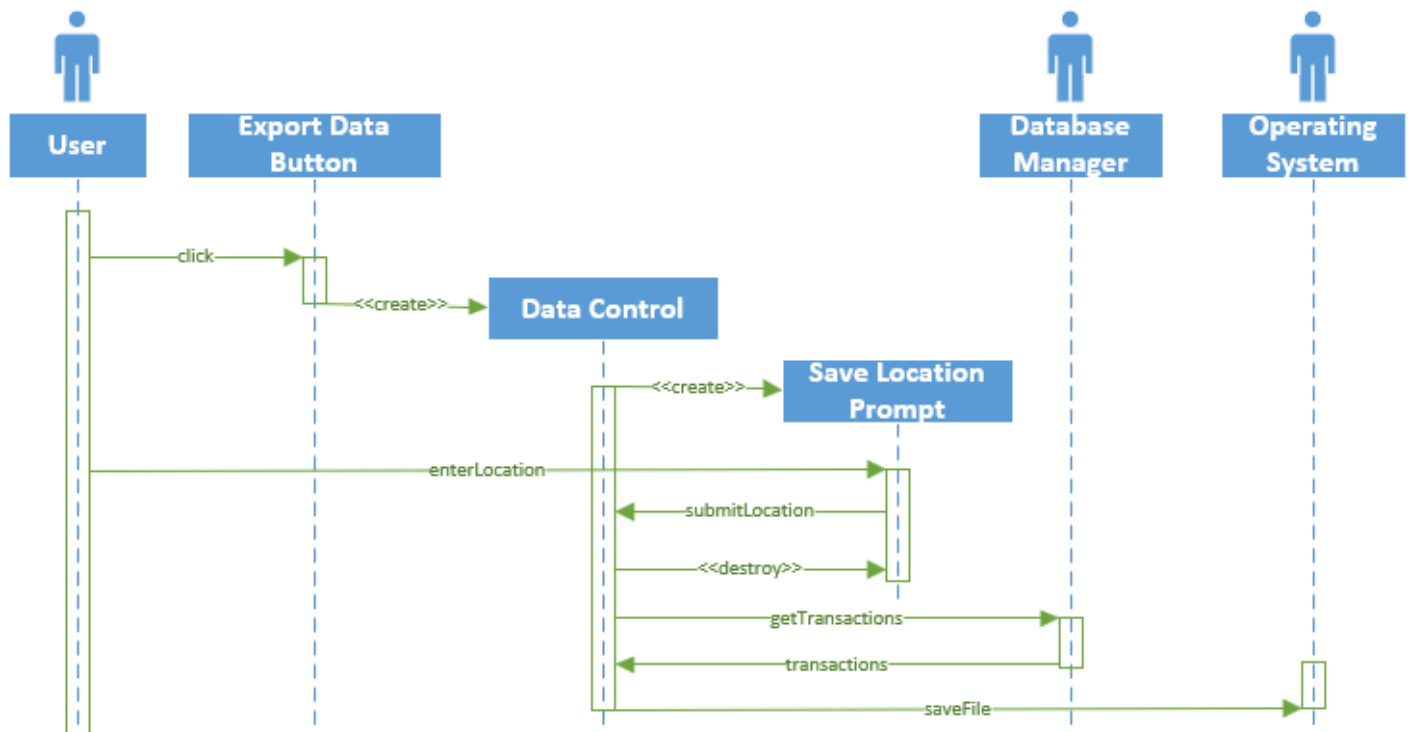 User
Export Data
Button
Database
Manager
Operating
System
click
<<create>>
Data Control
<<create>>
Save Location
Prompt
enterLocation
submitLocation
<<destroy>>
getTransactions
transactions
saveFile